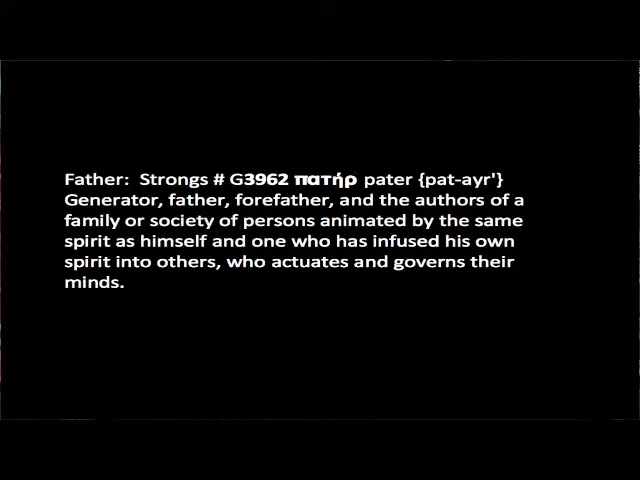 Father:  Strongs # G3962 πατήρ pater {pat-ayr'}
Generator, father, forefather, and the authors of a
family or society of persons animated by the same
spirit as himself and one who has infused his own
spirit into others, who actuates and governs their
minds.